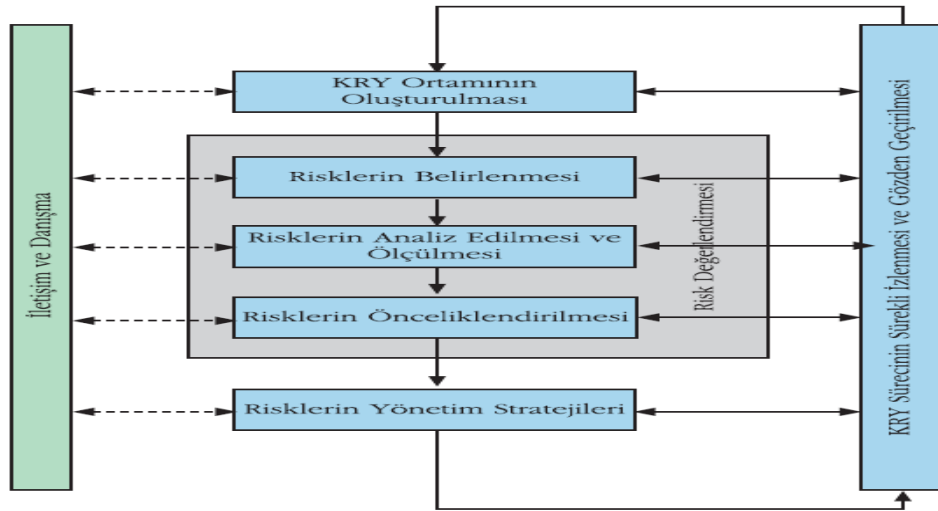 İletişim ve Danışma
KRY Ortamının
Oluşturulması
Risklerin Belirlenmesi
Risklerin Analiz Edilmesi ve
Ölçülmesi
Risklerin Önceliklendirilmesi
Risk Değerlendirmesi
Risklerin Yönetim Stratejileri
KRY Sürecinin Sürekli İzlenmesi ve Gözden Geçirilmesi